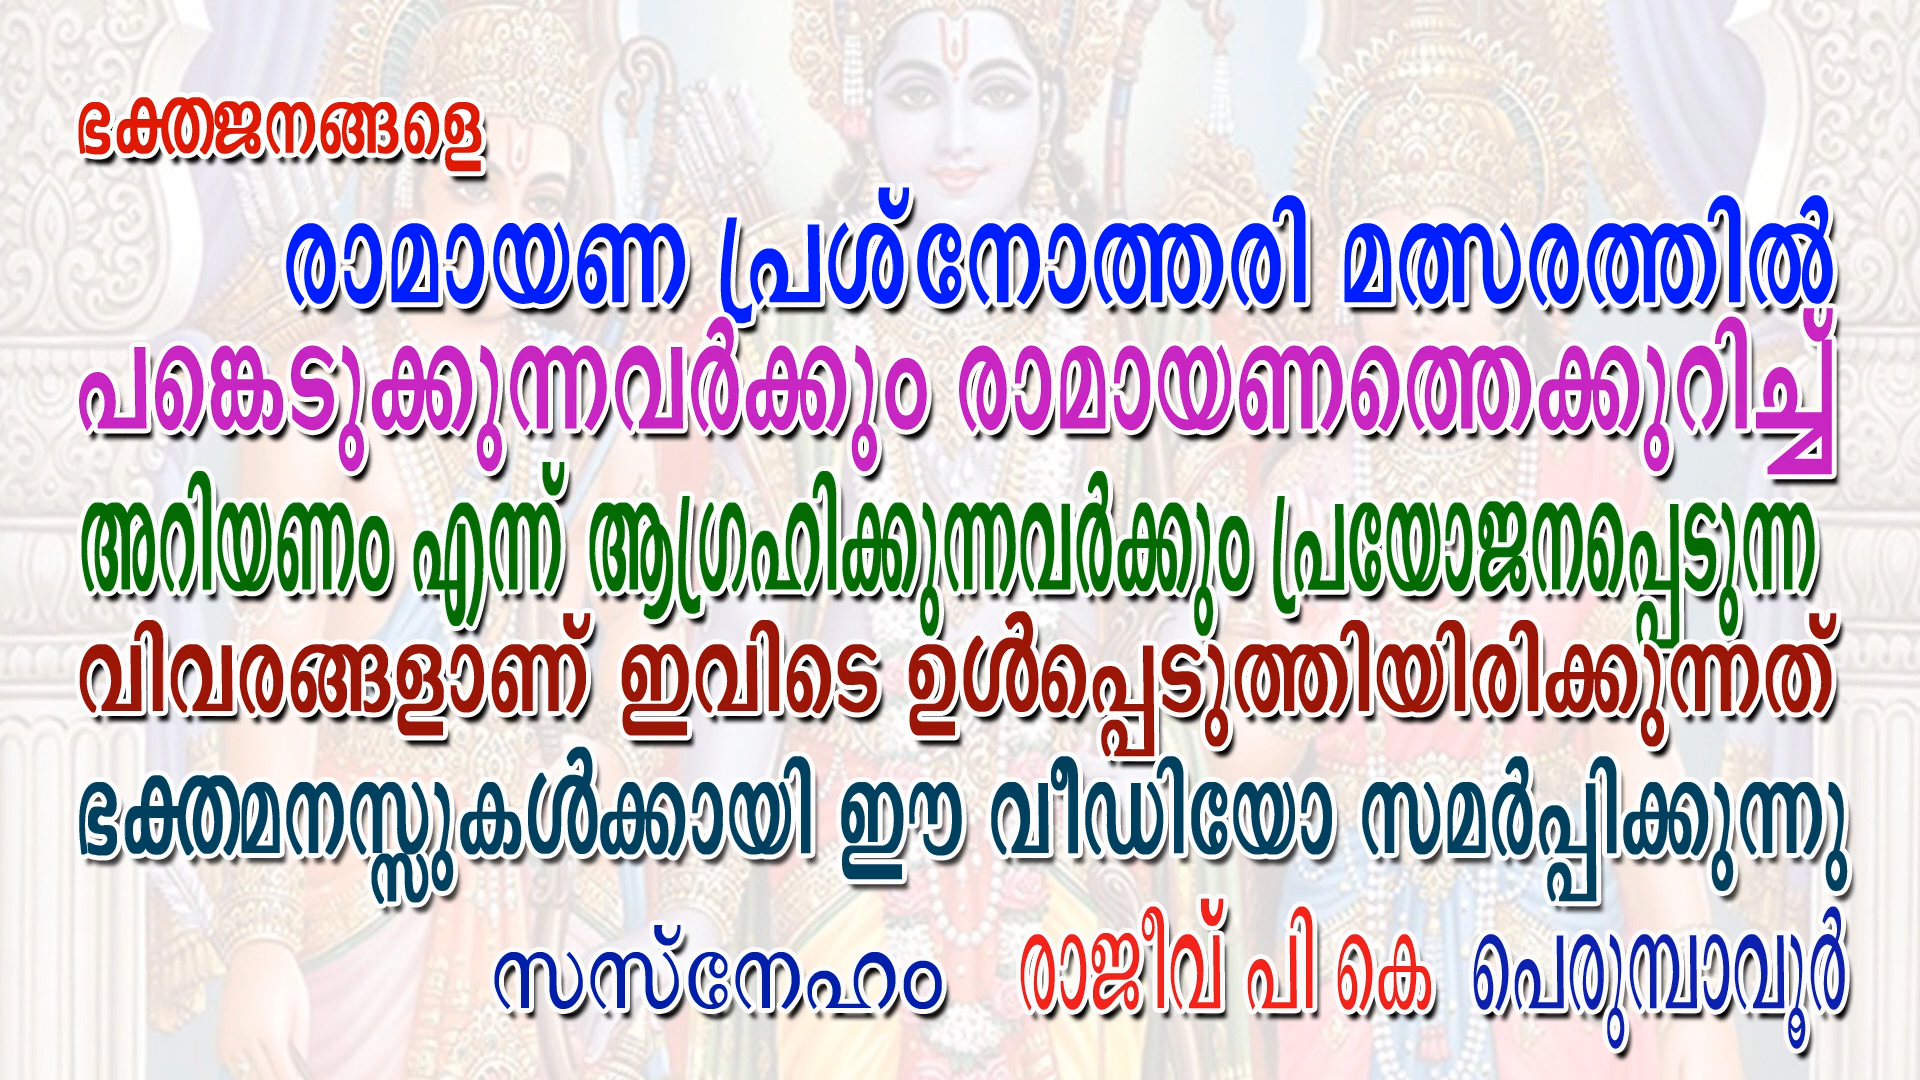 ഭക്തജനങ്ങളെ
രാമായണ പ്രശ്നോത്തരി മത്സരത്തിൽ
പങ്കെടുക്കുന്നവർക്കും രാമായണത്തെക്കുറിച്ച്
അറിയണം എന്ന് ആഗ്രഹിക്കുന്നവർക്കും പ്രയോജനപ്പെടുന്ന
വിവരങ്ങളാണ് ഇവിടെ ഉൾപ്പെടുത്തിയിരിക്കുന്നത്
ഭക്തമനസ്സുകൾക്കായി ഈ വീഡിയോ സമർപ്പിക്കുന്നു
സസ്നേഹം രാജീവ് പി കെ പെരുമ്പാവൂർ